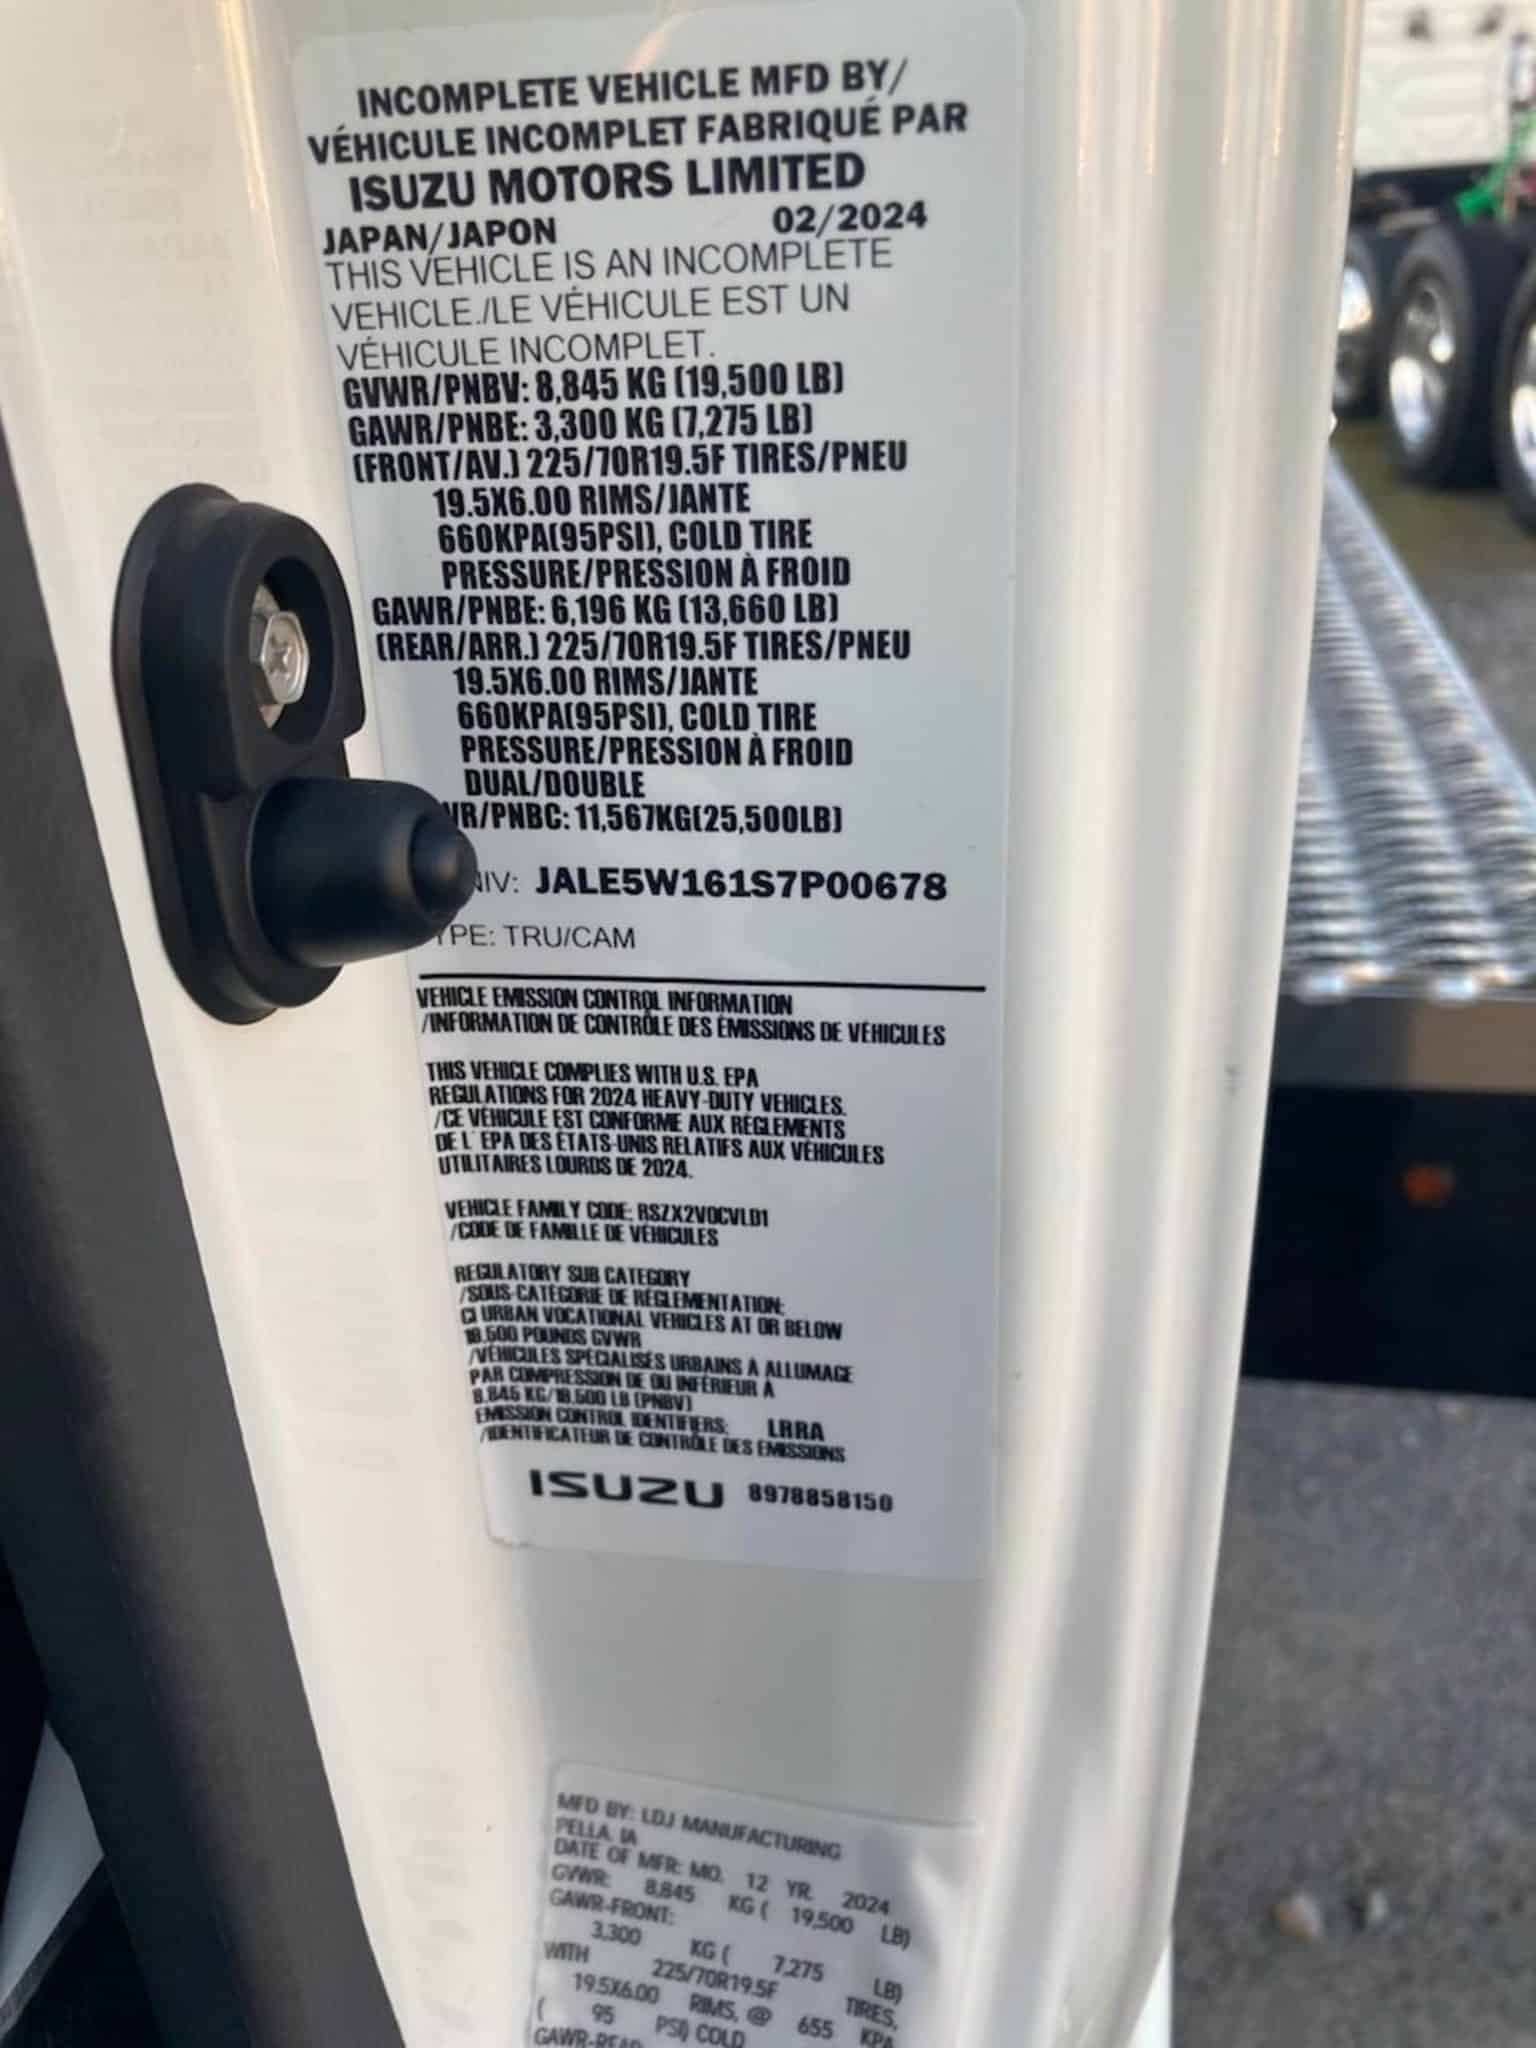 INCOMPLETE VEHICLE MFD BY/
VÉHICULE INCOMPLET FABRIQUÉ PAR
ISUZU MOTORS LIMITED
JAPAN/JAPON 02/2024
THIS VEHICLE IS AN INCOMPLETE
VEHICLE./LE VÉHICULE EST UN
VÉHICULE INCOMPLET.
GVWR/PNBV: 8,845 KG (19,500 LB)
GAWR/PNBE: 3,300 KG (7,275 LB)
(FRONT/AV.) 225/70R19.5F TIRES/PNEU
19.5X6.00 RIMS/JANTE
660KPA(95PSI), COLD TIRE
PRESSURE/PRESSION À FROID
GAWR/PNBE: 6,196 KG (13,660 LB)
(REAR/ARR.) 225/70R19.5F TIRES/PNEU
19.5X6.00 RIMS/JANTE
660KPA(95PSI), COLD TIRE
PRESSURE/PRESSION À FROID
DUAL/DOUBLE
WR/PNBC: 11,567KG(25,500LB)
NIV: JALE5W161S7P00678
YPE: TRU/CAM
VEHICLE EMISSION CONTROL INFORMATION
/INFORMATION DE CONTRÔLE DES ÉMISSIONS DE VÉHICULES
THIS VEHICLE COMPLIES WITH U.S. EPA
REGULATIONS FOR 2024 HEAVY-DUTY VEHICLES.
/CE VÉHICULE EST CONFORME AUX RÈGLEMENTS
DE L' EPA DES ÉTATS-UNIS RELATIFS AUX VÉHICULES
UTILITAIRES LOURDS DE 2024.
VEHICLE FAMILY CODE: RSZX2VOCVLD1
/CODE DE FAMILLE DE VÉHICULES
REGULATORY SUB CATEGORY
/SOUS-CATÉGORIE DE RÉGLEMENTATION:
CI URBAN VOCATIONAL VEHICLES AT OR BELOW
19,500 POUNDS GVWR
/VÉHICULES SPÉCIALISÉS URBAINS À ALLUMAGE
PAR COMPRESSION DE OU INFÉRIEUR À
8,845 KG/19,500 LB (PNBV)
EMISSION CONTROL IDENTIFIERS: LRRA
/IDENTIFICATEUR DE CONTRÔLE DES ÉMISSIONS
ISUZU 8978858150
MFD BY: LDJ MANUFACTURING
PELLA, IA
DATE OF MFR: MO. 12 YR. 2024
GVWR: 8,845 KG ( 19,500 LB)
GAWR-FRONT:
3,300 KG ( 7,275 LB)
WITH 225/70R19.5F TIRES,
19.5X6.00 RIMS, @ 655 KPA
( 95 PSI) COLD
GAWR-REAR